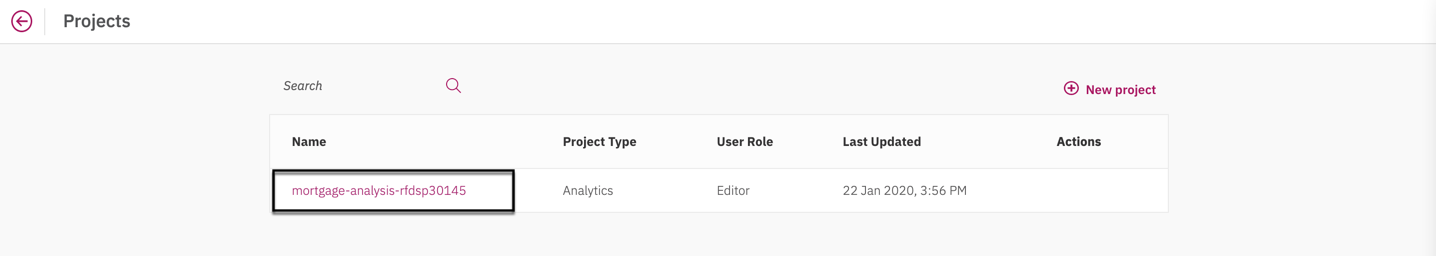 Projects
Search
New project
Name Project Type User Role Last Updated Actions
mortgage-analysis-rfdsp30145 Analytics Editor 22 Jan 2020, 3:56 PM